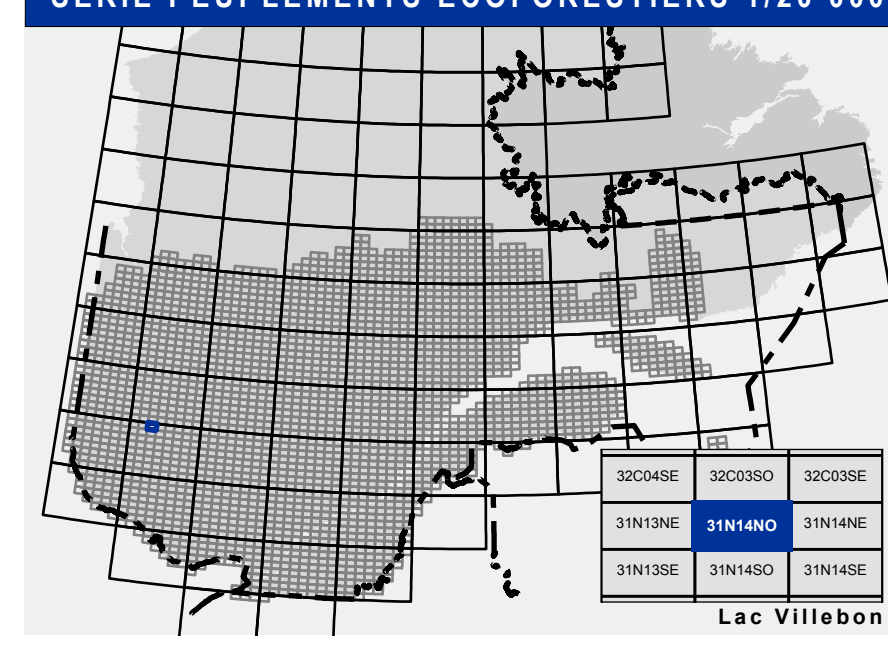 SÉRIE PEUPLEMENTS ÉCOFORESTIERS 1/20 000
32C04SE 32C03SO 32C03SE
31N13NE 31N14NO 31N14NE
31N13SE 31N14SO 31N14SE
Lac Villebon